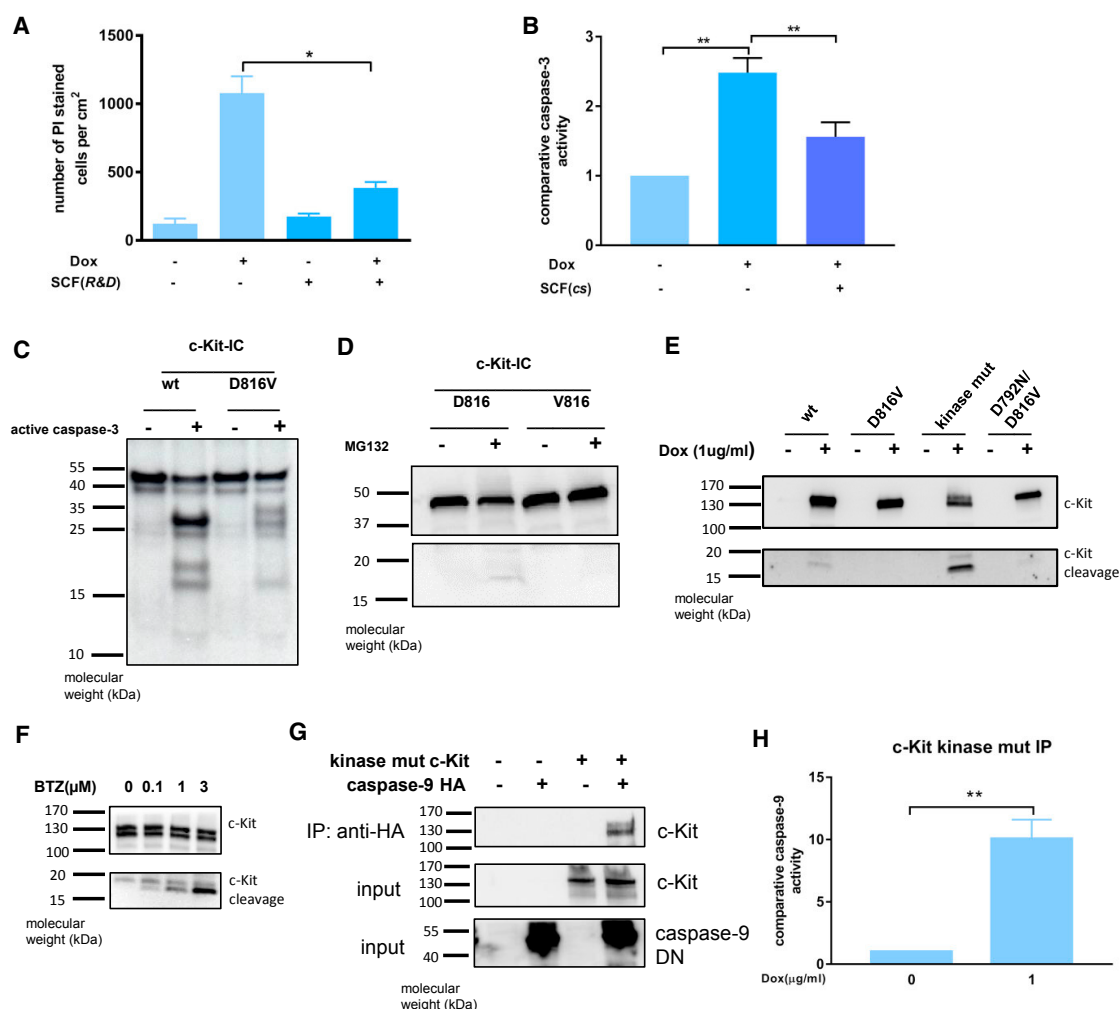 A
number of PI stained
cells per cm²
1500
1000
500
0
*
Dox - + - +
SCF(R&D) - - + +
B
comparative caspase-3
activity
3
2
1
0
** **
Dox - + +
SCF(cs) - - +
C
c-Kit-IC
wt D816V
active caspase-3 - + - +
55
40
35
25
15
10
molecular
weight (kDa)
D
c-Kit-IC
D816 V816
MG132 - + - +
50
37
20
15
molecular
weight (kDa)
E
wt D816V kinase mut D792N/
D816V
Dox (1ug/ml) - + - + - + - +
170
130
100
c-Kit
20
15
c-Kit
cleavage
molecular
weight (kDa)
F
BTZ(μM) 0 0.1 1 3
170
130
100
c-Kit
20
15
c-Kit
cleavage
molecular
weight (kDa)
G
kinase mut c-Kit - - + +
caspase-9 HA - + - +
IP: anti-HA
170
130
100
c-Kit
input
170
130
100
c-Kit
input
55
40
caspase-9
DN
molecular
weight (kDa)
H
c-Kit kinase mut IP
comparative caspase-9
activity
15
10
5
0
**
Dox(μg/ml) 0 1